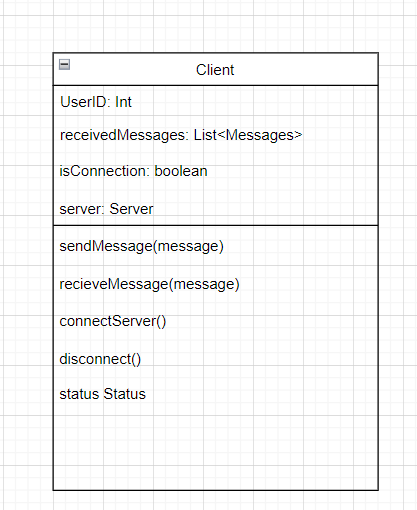 Client
UserID: Int
receivedMessages: List<Messages>
isConnection: boolean
server: Server
sendMessage(message)
recieveMessage(message)
connectServer()
disconnect()
status Status